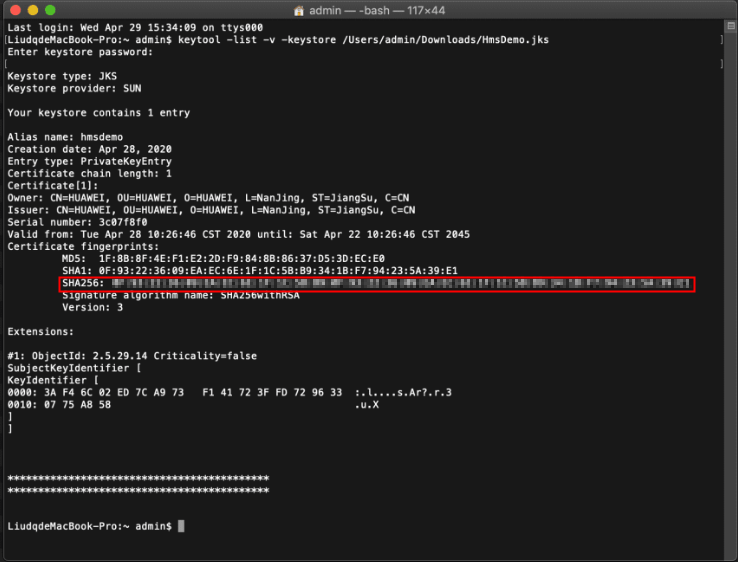 admin — -bash — 117×44
Last login: Wed Apr 29 15:34:09 on ttys000
[LiudqdeMacBook-Pro:~ admin$ keytool -list -v -keystore /Users/admin/Downloads/HmsDemo.jks ]
Enter keystore password:
[ ]
Keystore type: JKS
Keystore provider: SUN
Your keystore contains 1 entry
Alias name: hmsdemo
Creation date: Apr 28, 2020
Entry type: PrivateKeyEntry
Certificate chain length: 1
Certificate[1]:
Owner: CN=HUAWEI, OU=HUAWEI, O=HUAWEI, L=NanJing, ST=JiangSu, C=CN
Issuer: CN=HUAWEI, OU=HUAWEI, O=HUAWEI, L=NanJing, ST=JiangSu, C=CN
Serial number: 3c07f8f0
Valid from: Tue Apr 28 10:26:46 CST 2020 until: Sat Apr 22 10:26:46 CST 2045
Certificate fingerprints:
MD5: 1F:8B:8F:4E:F1:E2:2D:F9:84:8B:86:37:D5:3D:EC:E0
SHA1: 0F:93:22:36:09:EA:EC:6E:1F:1C:5B:B9:34:1B:F7:94:23:5A:39:E1
SHA256:
Signature algorithm name: SHA256withRSA
Version: 3
Extensions:
#1: ObjectId: 2.5.29.14 Criticality=false
SubjectKeyIdentifier [
KeyIdentifier [
0000: 3A F4 6C 02 ED 7C A9 73 F1 41 72 3F FD 72 96 33 :.l....s.Ar?.r.3
0010: 07 75 A8 58 .u.X
]
]
*******************************************
*******************************************
LiudqdeMacBook-Pro:~ admin$